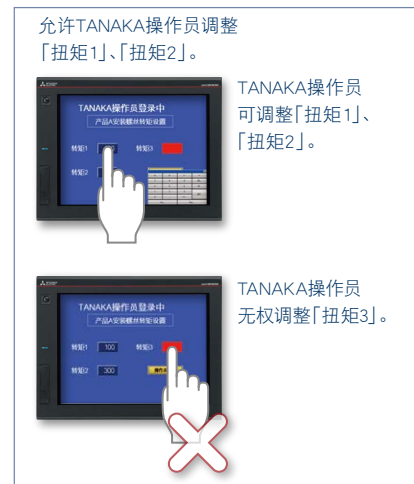 允许TANAKA操作员调整
「扭矩1」、「扭矩2」。
TANAKA操作员登录中
产品A安装螺丝转矩设置
转矩1
转矩3
转矩2
TANAKA操作员
可调整「扭矩1」、
「扭矩2」。
TANAKA操作员登录中
产品A安装螺丝转矩设置
转矩1 100 转矩3
转矩2 300
TANAKA操作员
无权调整「扭矩3」。